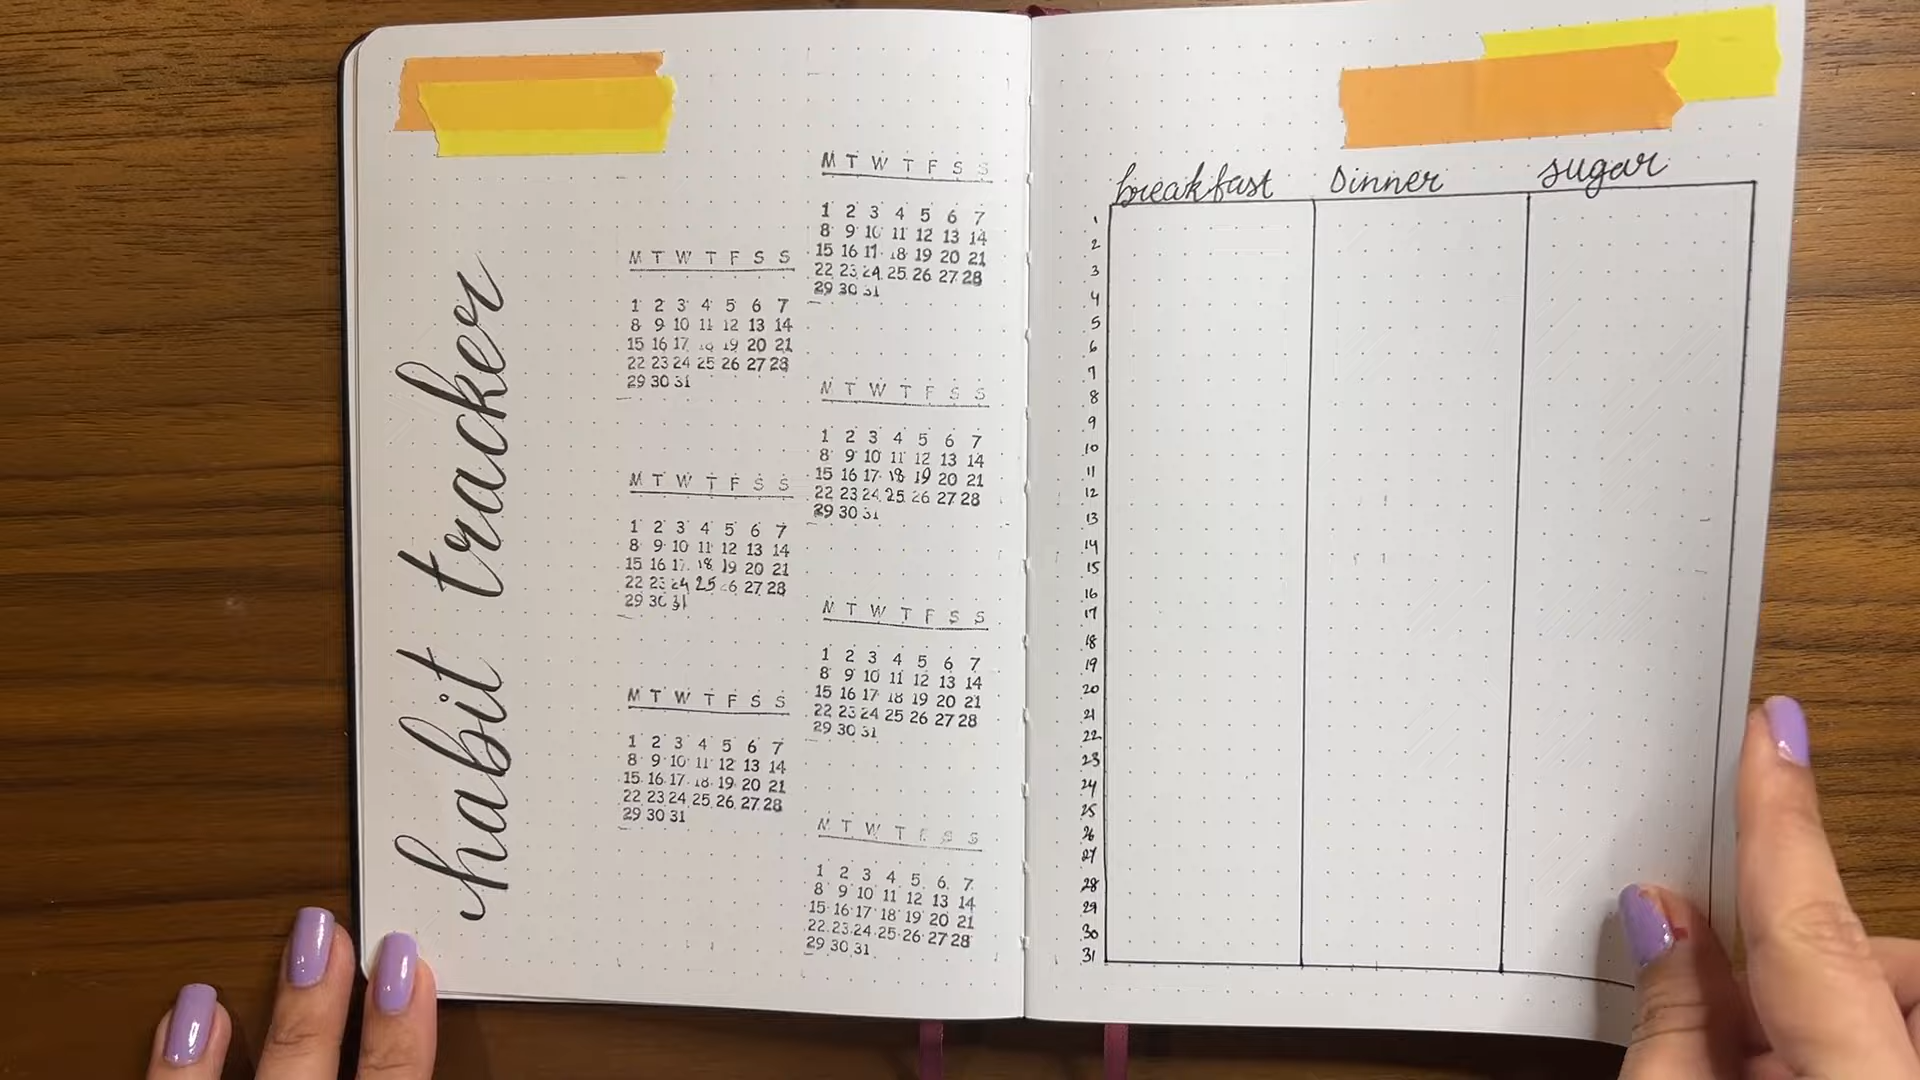 habit tracker
M T W T F S S
1 2 3 4 5 6 7
8 9 10 11 12 13 14
15 16 17 19 20 21
22 23 24 25 26 27 28
29 30 31
M T W T F S S
1 2 3 4 5 6 7
8 9 10 11 12 13 14
15 16 17 18 19 20 21
22 23 24 25 26 27 28
29 30 31
M T W T F S S
1 2 3 4 5 6 7
8 9 10 11 12 13 14
15 16 17 18 19 20 21
22 23 24 25 26 27 28
29 30 31
M T W T F S S
1 2 3 4 5 6 7
8 9 10 11 12 13 14
15 16 17 18 19 20 21
22 23 24 25 26 27 28
29 30 31
M T W T F S S
1 2 3 4 5 6 7
8 9 10 11 12 13 14
15 16 17 18 19 20 21
22 23 24 25 26 27 28
29 30 31
M T W T F S S
1 2 3 4 5 6 7
8 9 10 11 12 13 14
15 16 17 18 19 20 21
22 23 24 25 26 27 28
29 30 31
M T W T F S S
1 2 3 4 5 6 7
8 9 10 11 12 13 14
15 16 17 18 19 20 21
22 23 24 25 26 27 28
29 30 31
breakfast Dinner sugar
1
2
3
4
5
6
7
8
9
10
11
12
13
14
15
16
17
18
19
20
21
22
23
24
25
26
27
28
29
30
31